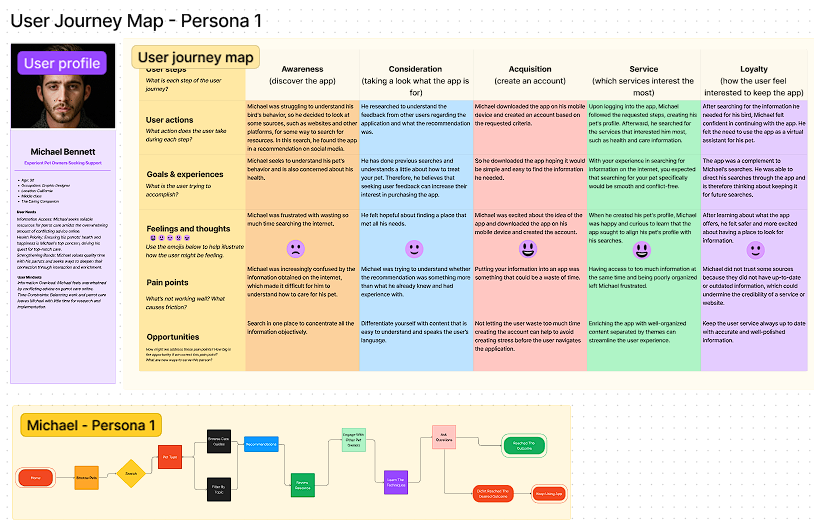 User Journey Map - Persona 1
User profile
Michael Bennett
Experient Pet Owners Seeking Support
Occupation: Graphic Designer
Location: California
Middle class
The Caring Companion
User Needs
Information Access: Michael seeks reliable
User journey map
User steps
What is each step of the user
journey?
Awareness
(discover the app)
Consideration
(taking a look what the app is
for)
Acquisition
(create an account)
Service
(which services interest the
most)
Loyalty
(how the user feel
interested to keep the app)
User actions
What action does the user take
during each step?
Michael was struggling to understand his
bird's behavior, so he decided to look at
some sources, such as websites and other
platforms, for some way to search for
resources. In this search, he found the app
in a recommendation on social media.
He researched to understand the
feedback from other users regarding the
application and what the recommendation
was.
Michael downloaded the app on his mobile
device and created an account based on
the requested criteria.
Upon logging into the app, Michael
followed the requested steps, creating his
pet's profile. Afterward, he searched for
the services that interested him most,
such as health and care information.
After searching for the information he
needed for his bird, Michael felt
confident in continuing with the app. He
felt the need to use the app as a virtual
assistant for his pet.
Goals & experiences
What is the user trying to
accomplish?
Michael seeks to understand his pet's
behavior and is also concerned about his
health.
He has done previous searches and
understands a little about how to treat
your pet. Therefore, he believes that
seeking user feedback can increase their
interest in purchasing the app.
So he downloaded the app hoping it would
be simple and easy to find the information
he needed.
With your experience in searching for
information on the internet, you expected
that searching for your pet specifically
would be smooth and conflict-free.
The app was a complement to
Michael's searches. He was able to
direct his searches through the app and
is therefore thinking about keeping it
for future searches.
Feelings and thoughts
Use the emojis below to help illustrate
how the user might be feeling.
Michael was frustrated with wasting so
much time searching the internet.
He felt hopeful about finding a place that
met all his needs.
Michael was excited about the idea of the
app and downloaded the app on his
mobile device and created the account.
When he created his pet's profile, Michael
was happy and curious to learn that the
app sought to align his pet's profile with
his searches.
After learning about what the app
offers, he felt safer and more excited
about having a place to look for
information.
Pain points
What's not working well? What
causes friction?
Michael was increasingly confused by the
information obtained on the internet,
which made it difficult for him to
understand how to care for his pet.
Michael was trying to understand whether
the recommendation was something more
than what he already knew and had
experience with.
Putting your information into an app was
something that could be a waste of time.
Having access to too much information at
the same time and being poorly organized
left Michael frustrated.
Michael did not trust some sources
because they did not have up-to-date
or outdated information, which could
undermine the credibility of a service or
website.
Opportunities
Search in one place to concentrate all the
information objectively.
Differentiate yourself with content that is
easy to understand and speaks the user's
language.
Not letting the user waste too much time
creating the account can help to avoid
creating stress before the user navigates
the application.
Enriching the app with well-organized
content separated by themes can
streamline the user experience.
Keep the user service always up to date
with accurate and well-polished
information.
Michael - Persona 1
Home
Browse Pets
Search
Pet Type
Browse Care
Guides
Filter By
Topic
Recommendations
Review
Resource
Engage With
Other Pet
Owners
Learn The
Techniques
Ask
Questions
Reached The
Outcome
Didn't Reached The
Desired Outcome
Keep Using App